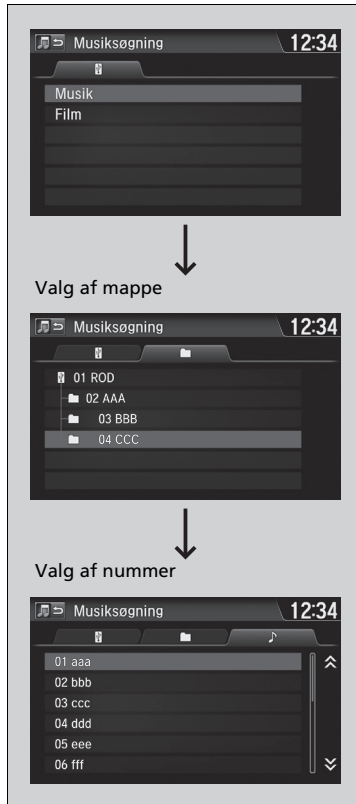 Musiksøgning 12:34
Musik
Film
Valg af mappe
Musiksøgning 12:34
01 ROD
02 AAA
03 BBB
04 CCC
Valg af nummer
Musiksøgning 12:34
01 aaa
02 bbb
03 ccc
04 ddd
05 eee
06 fff